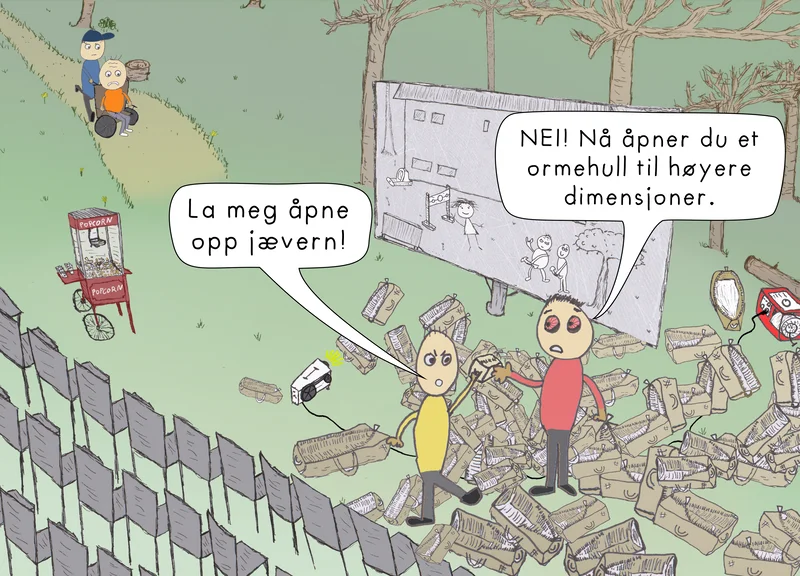 POPCORN
POPCORN
La meg åpne
opp jævern!
NEI! Nå åpner du et
ormehull til høyere
dimensjoner.